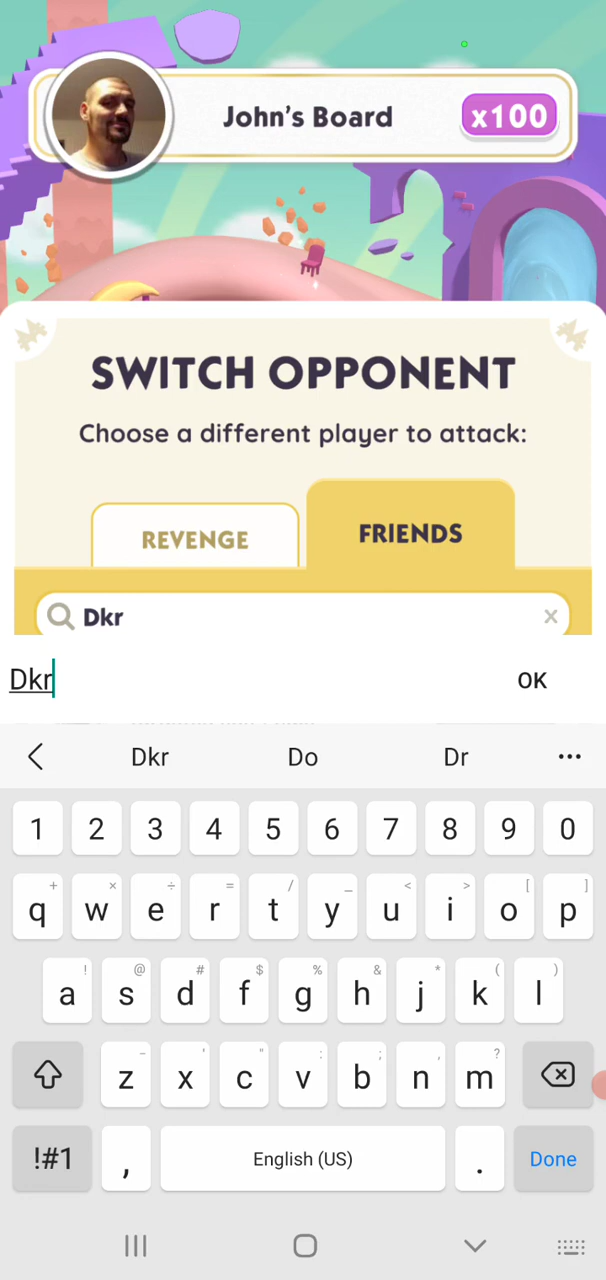 John's Board
x100
SWITCH OPPONENT
Choose a different player to attack:
REVENGE
FRIENDS
Dkr ×
Dkr
OK
Dkr Do Dr ...
1 2 3 4 5 6 7 8 9 0
+ × ÷ = / _ < > [ ]
q w e r t y u i o p
! @ # $ % & * ( )
a s d f g h j k l
- ' " : ; , ?
z x c v b n m
!#1 , English (US) . Done